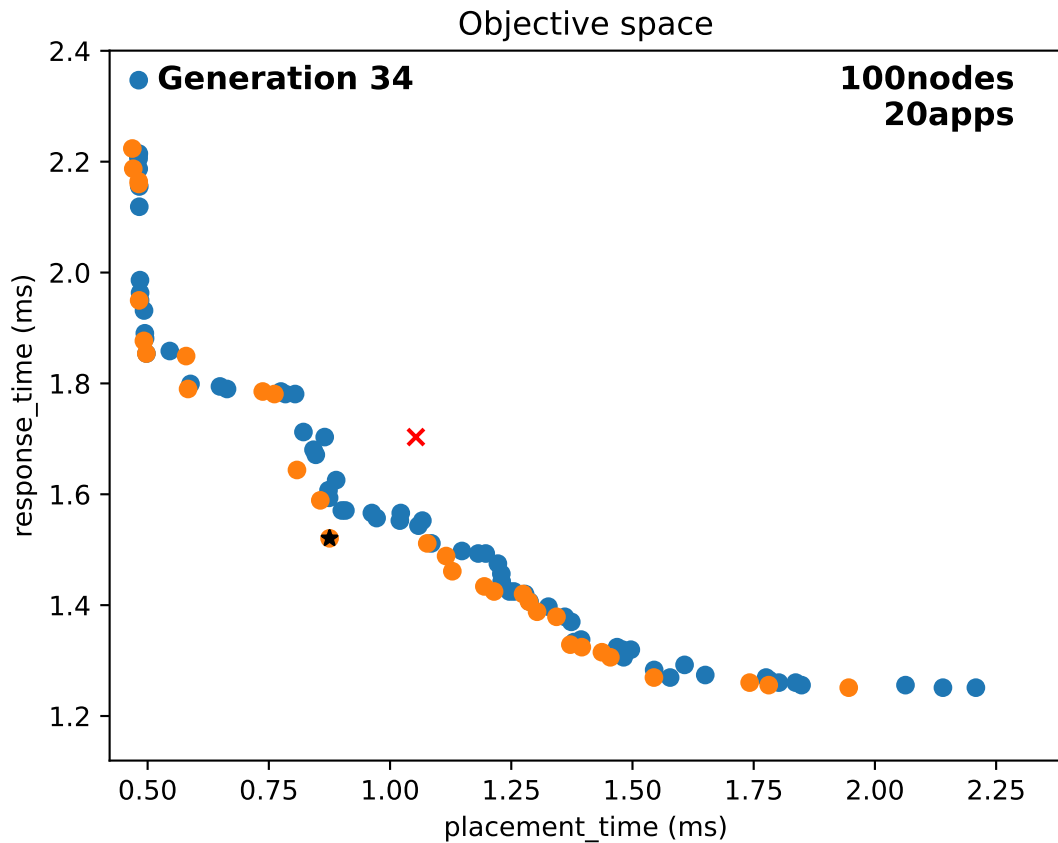 Objective space
2.4
Generation 34
100nodes
20apps
2.2
2.0
1.8
1.6
1.4
1.2
response_time (ms)
0.50 0.75 1.00 1.25 1.50 1.75 2.00 2.25
placement_time (ms)